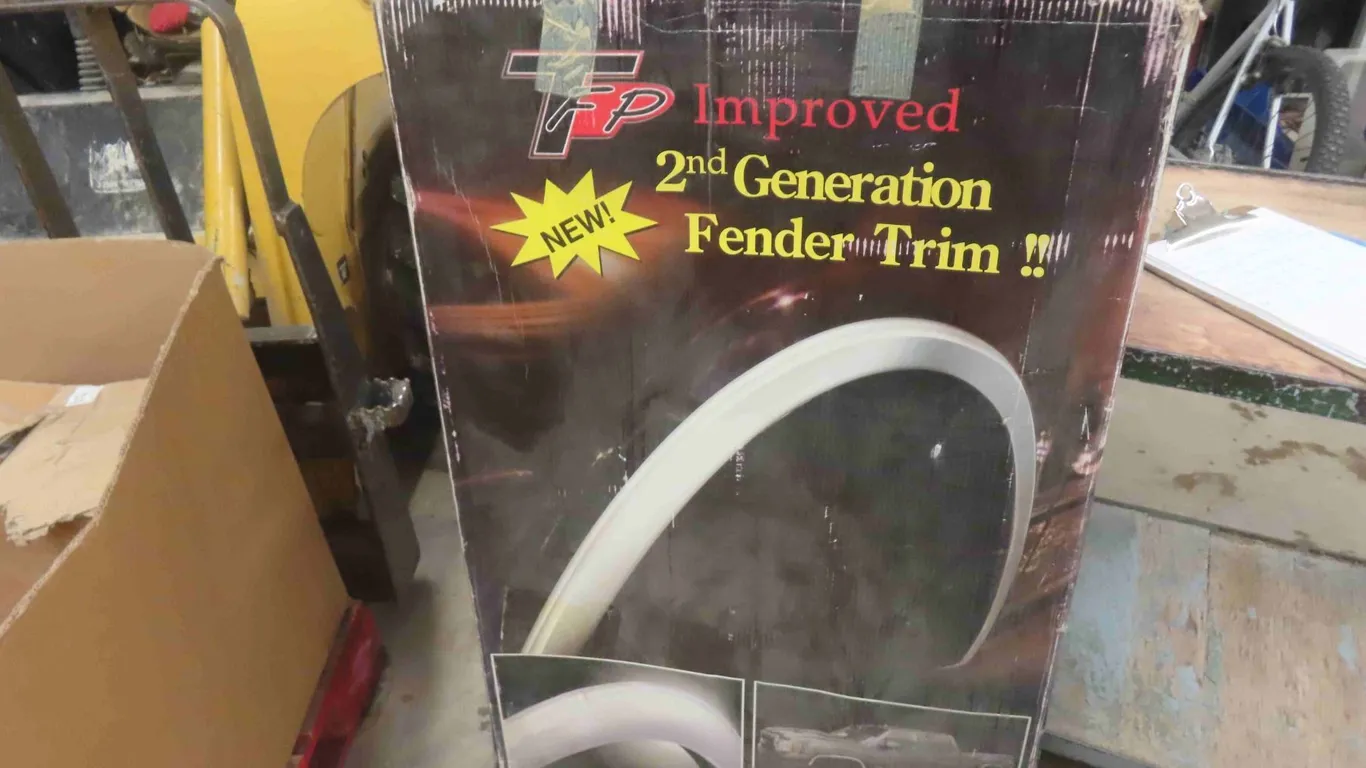 TFP Improved
2nd Generation
NEW!
Fender Trim !!